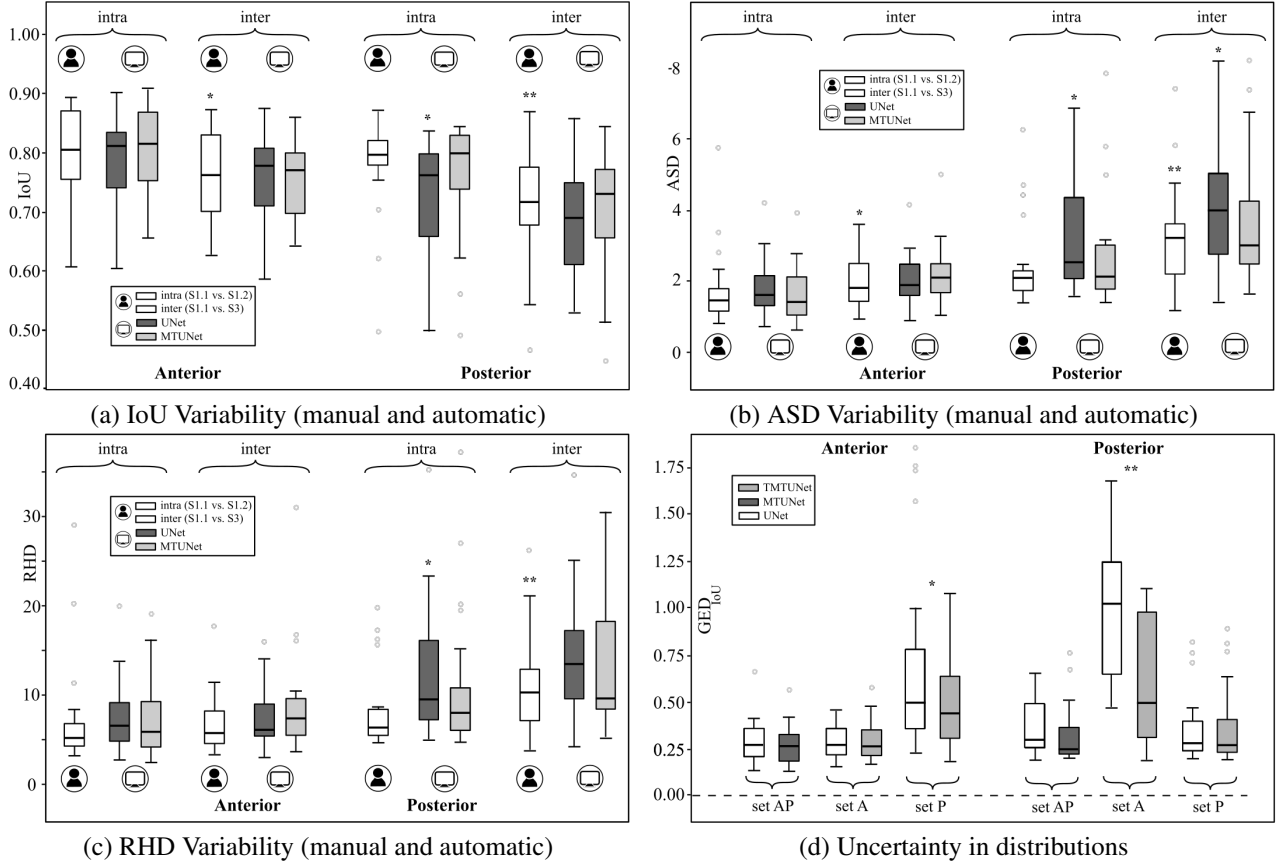 intra inter intra inter
1.00
0.90
0.80
0.70
0.60
0.50
0.40
IoU
* * **
intra (S1.1 vs. S1.2)
inter (S1.1 vs. S3)
UNet
MTUNet
Anterior Posterior
(a) IoU Variability (manual and automatic)
intra inter intra inter
-8
6
4
2
0
ASD
* * ** *
intra (S1.1 vs. S1.2)
inter (S1.1 vs. S3)
UNet
MTUNet
Anterior Posterior
(b) ASD Variability (manual and automatic)
intra inter intra inter
30
20
10
0
RHD
* **
intra (S1.1 vs. S1.2)
inter (S1.1 vs. S3)
UNet
MTUNet
Anterior Posterior
(c) RHD Variability (manual and automatic)
Anterior Posterior
1.75
1.50
1.25
1.00
0.75
0.50
0.25
0.00
GED IoU
* **
TMTUNet
MTUNet
UNet
set AP set A set P set AP set A set P
(d) Uncertainty in distributions